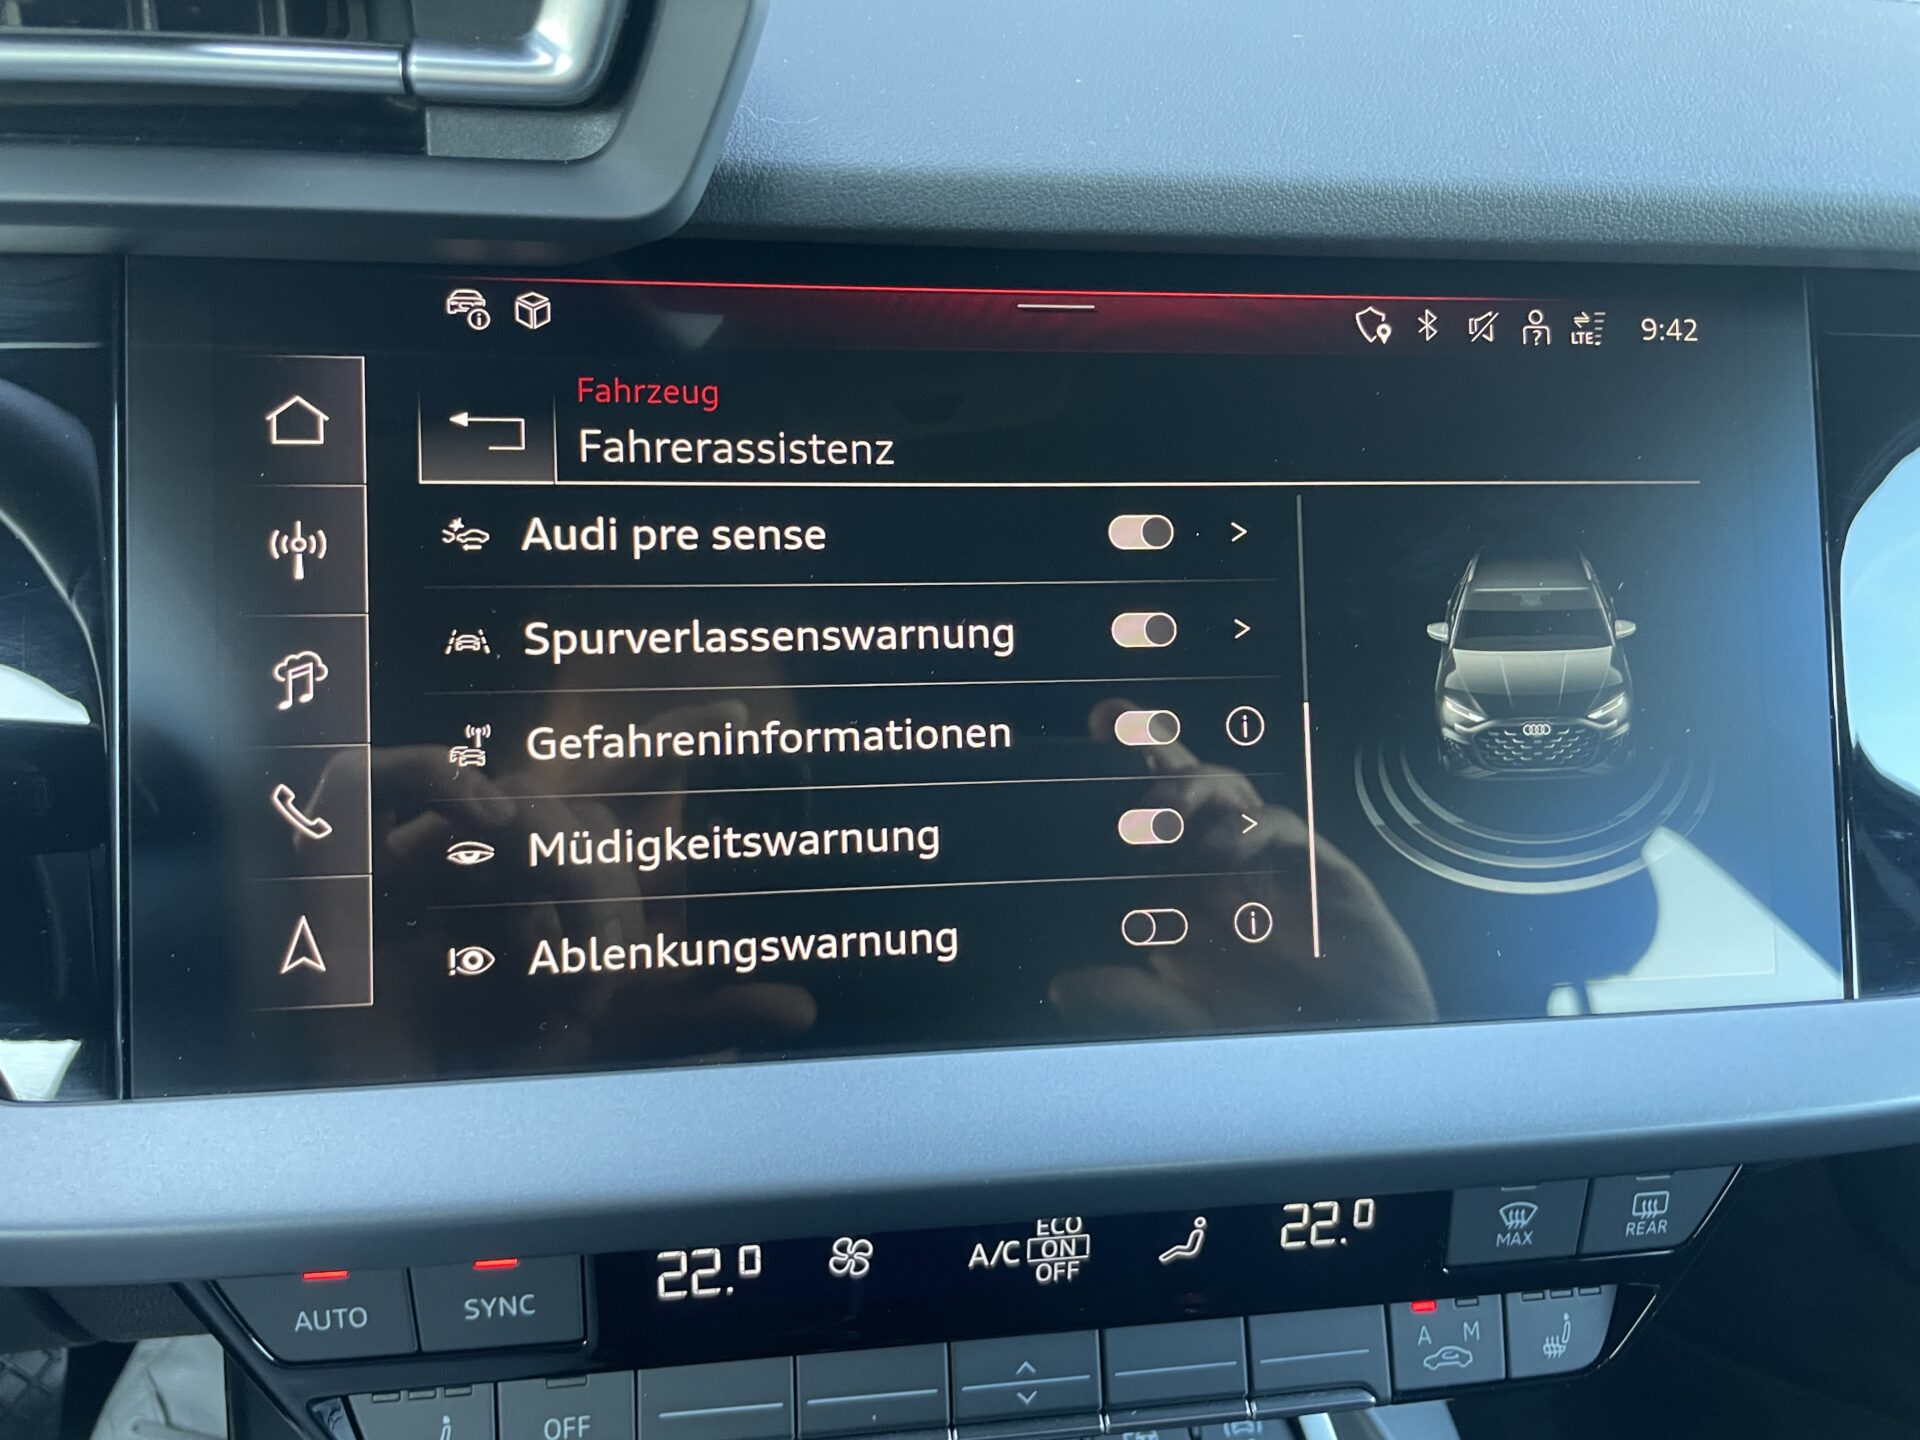 LTE
9:42
Fahrzeug
Fahrerassistenz
Audi pre sense
Spurverlassenswarnung
Gefahreninformationen
Müdigkeitswarnung
Ablenkungswarnung
AUTO
SYNC
22.0
A/C
ECO
ON
OFF
22.0
MAX
REAR
A M
OFF